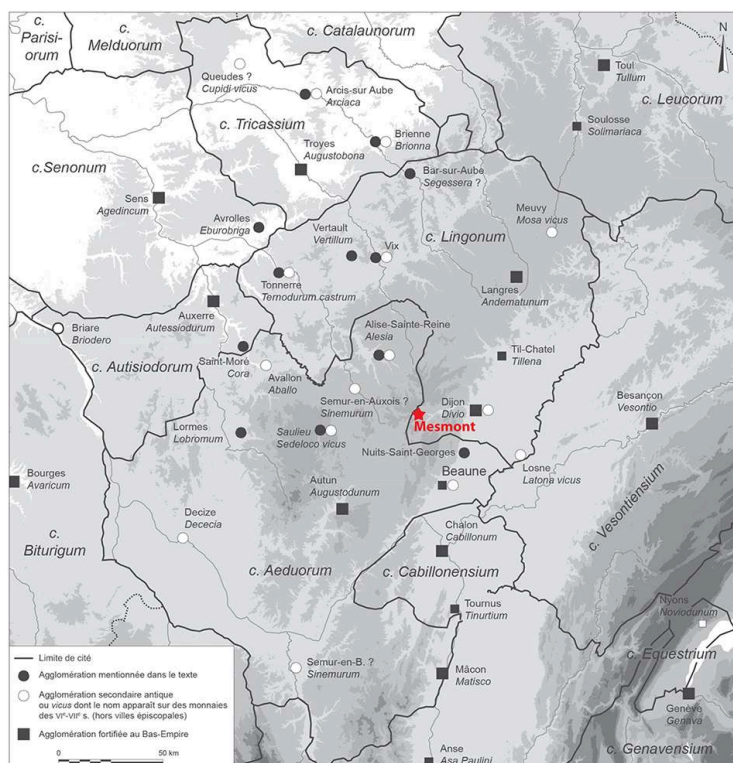 c.
Parisi-
orum
c.
Melduorum
c. Catalaunorum
N
Queudes ?
Cupidi vicus
Arcis-sur Aube
Arciaca
Toul
Tullum
c. Leucorum
c. Tricassium
Brienne
Brionna
Soulosse
Solimariaca
Troyes
Augustobona
c.Senonum
Bar-sur-Aube
Segessera ?
Sens
Agedincum
Meuvy
Mosa vicus
Avrolles
Eburobriga
Vertault
Vertillum
Vix
c. Lingonum
Tonnerre
Ternodurum castrum
Langres
Andematunum
Auxerre
Autessiodurum
Briare
Briodero
Alise-Sainte-Reine
Alesia
Til-Chatel
Tillena
Saint-Moré
Cora
Avallon
Aballo
c. Autisiodorum
Semur-en-Auxois ?
Sinemurum
Dijon
Divio
Besançon
Vesontio
Mesmont
Lormes
Lobromum
Saulieu
Sedeloco vicus
Nuits-Saint-Georges
Losne
Latona vicus
Bourges
Avaricum
Beaune
Autun
Augustodunum
c. Vesontiensium
Decize
Dececia
Chalon
Cabillonum
c.
Biturigum
c. Aeduorum
c. Cabillonensium
Tournus
Tinurtium
Nyons
Noviodunum
c. Equestrium
Semur-en-B. ?
Sinemurum
Mâcon
Matisco
Genève
Genava
Anse
Asa Paulini
c. Genavensium
Limite de cité
Agglomération mentionnée dans le texte
Agglomération secondaire antique
ou vicus dont le nom apparaît sur des monnaies
des VIe-VIIe s. (hors villes épiscopales)
Agglomération fortifiée au Bas-Empire
0 50 km